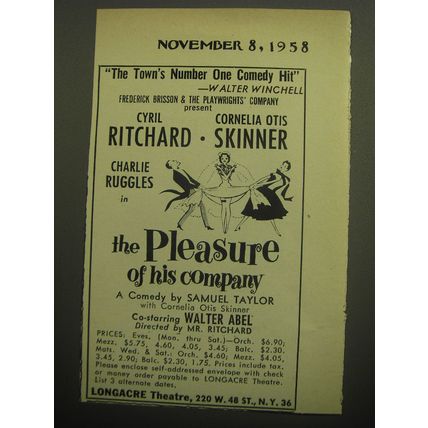 NOVEMBER 8, 1958
"The Town's Number One Comedy Hit"
—WALTER WINCHELL
FREDERICK BRISSON & THE PLAYWRIGHTS' COMPANY
present
CYRIL RITCHARD · CORNELIA OTIS SKINNER
CHARLIE RUGGLES
in
the Pleasure
of his company
A Comedy by SAMUEL TAYLOR
with Cornelia Otis Skinner
Co-starring WALTER ABEL
Directed by MR. RITCHARD
PRICES: Eves. (Mon. thru Sat.)—Orch. $6.90;
Mezz. $5.75, 4.60, 4.05, 3.45; Balc. $2.30.
Mats. Wed. & Sat.: Orch. $4.60; Mezz. $4.05,
3.45, 2.90; Balc. $2.30, 1.75. Prices include tax.
Please enclose self-addressed envelope with check
or money order payable to LONGACRE Theatre.
List 3 alternate dates.
LONGACRE Theatre, 220 W. 48 ST., N.Y. 36